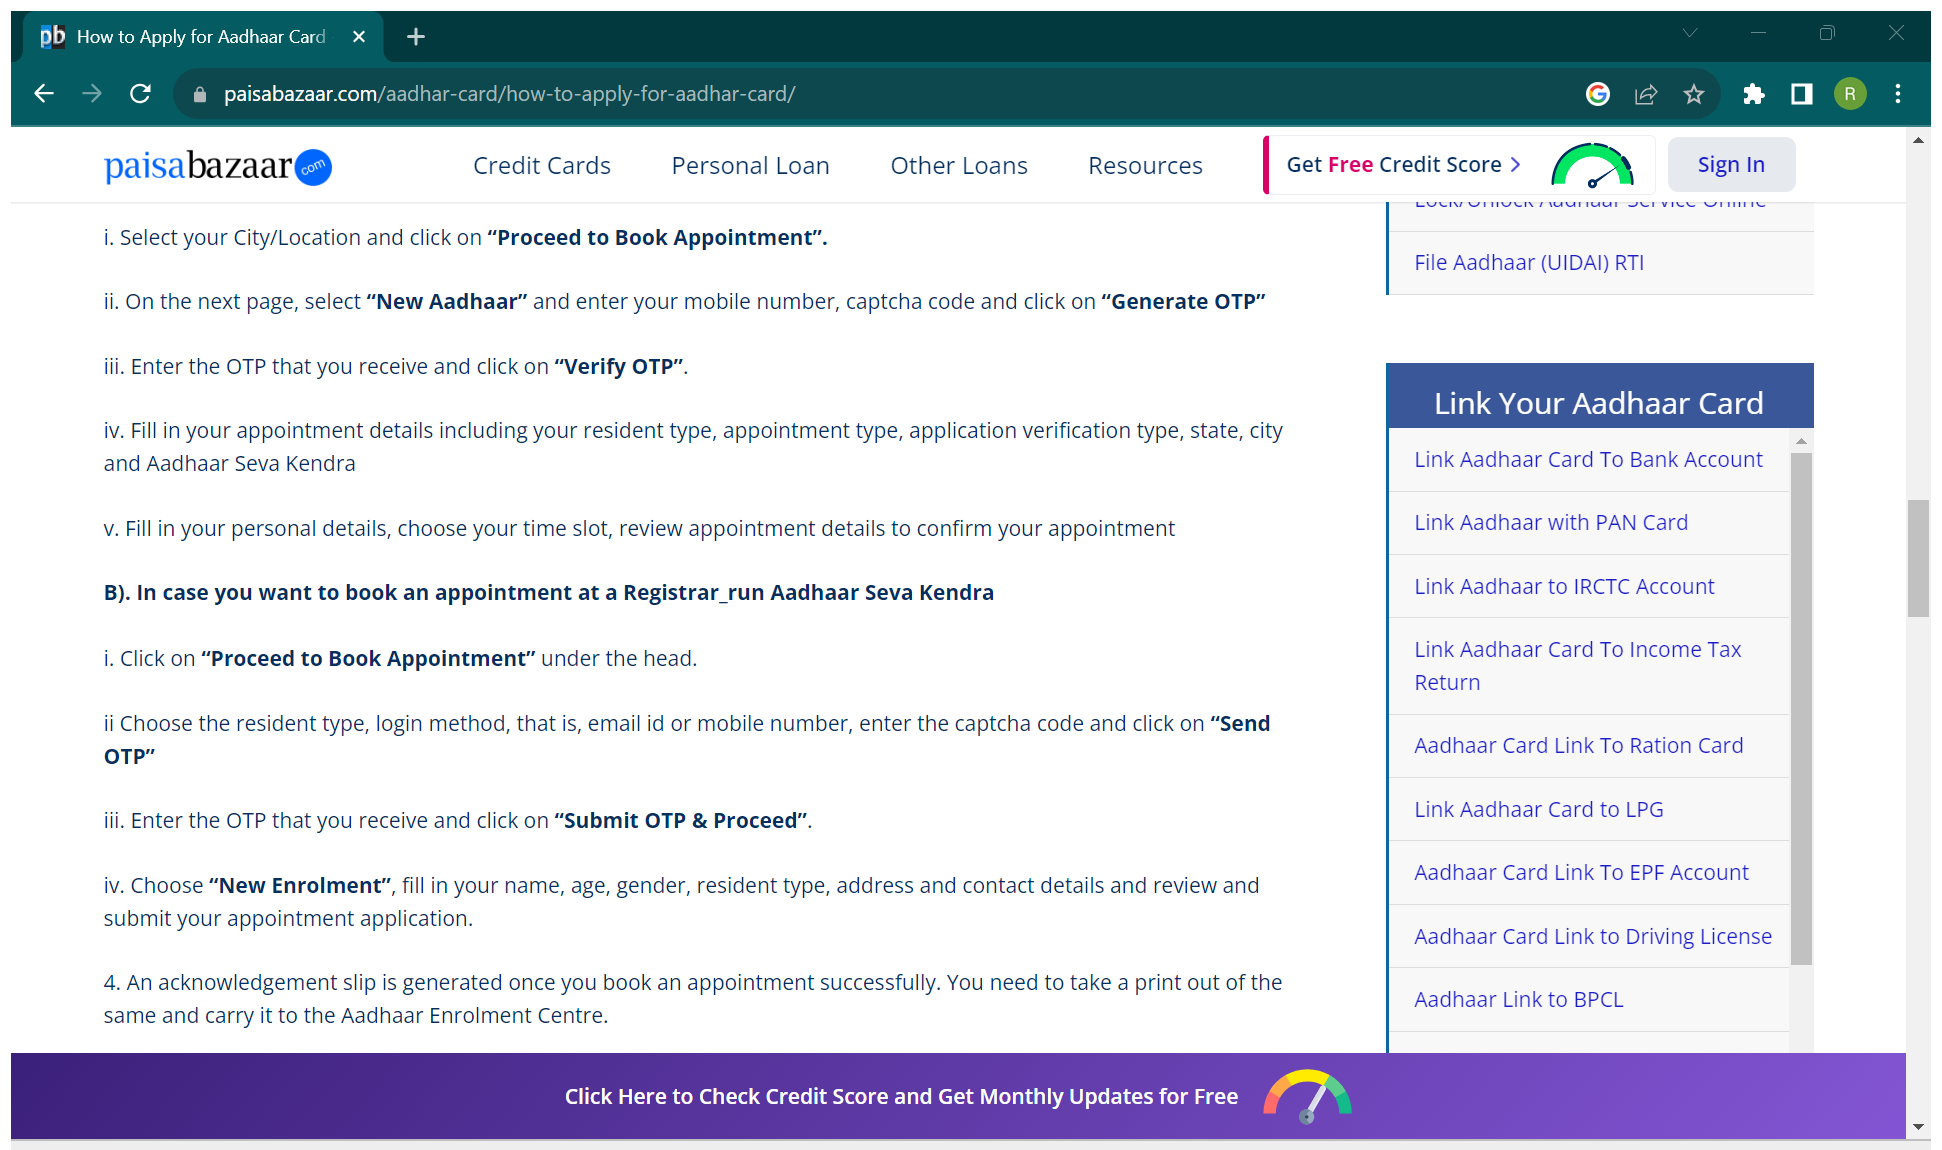 pb How to Apply for Aadhaar Card
paisabazaar.com/aadhar-card/how-to-apply-for-aadhar-card/
R
paisabazaar com
Credit Cards
Personal Loan
Other Loans
Resources
Get Free Credit Score >
Sign In
i. Select your City/Location and click on “Proceed to Book Appointment”.
ii. On the next page, select “New Aadhaar” and enter your mobile number, captcha code and click on “Generate OTP”
iii. Enter the OTP that you receive and click on “Verify OTP”.
iv. Fill in your appointment details including your resident type, appointment type, application verification type, state, city
and Aadhaar Seva Kendra
v. Fill in your personal details, choose your time slot, review appointment details to confirm your appointment
B). In case you want to book an appointment at a Registrar_run Aadhaar Seva Kendra
i. Click on “Proceed to Book Appointment” under the head.
ii Choose the resident type, login method, that is, email id or mobile number, enter the captcha code and click on “Send
OTP”
iii. Enter the OTP that you receive and click on “Submit OTP & Proceed”.
iv. Choose “New Enrolment”, fill in your name, age, gender, resident type, address and contact details and review and
submit your appointment application.
4. An acknowledgement slip is generated once you book an appointment successfully. You need to take a print out of the
same and carry it to the Aadhaar Enrolment Centre.
Lock/Unlock Aadhaar Service Online
File Aadhaar (UIDAI) RTI
Link Your Aadhaar Card
Link Aadhaar Card To Bank Account
Link Aadhaar with PAN Card
Link Aadhaar to IRCTC Account
Link Aadhaar Card To Income Tax
Return
Aadhaar Card Link To Ration Card
Link Aadhaar Card to LPG
Aadhaar Card Link To EPF Account
Aadhaar Card Link to Driving License
Aadhaar Link to BPCL
Click Here to Check Credit Score and Get Monthly Updates for Free